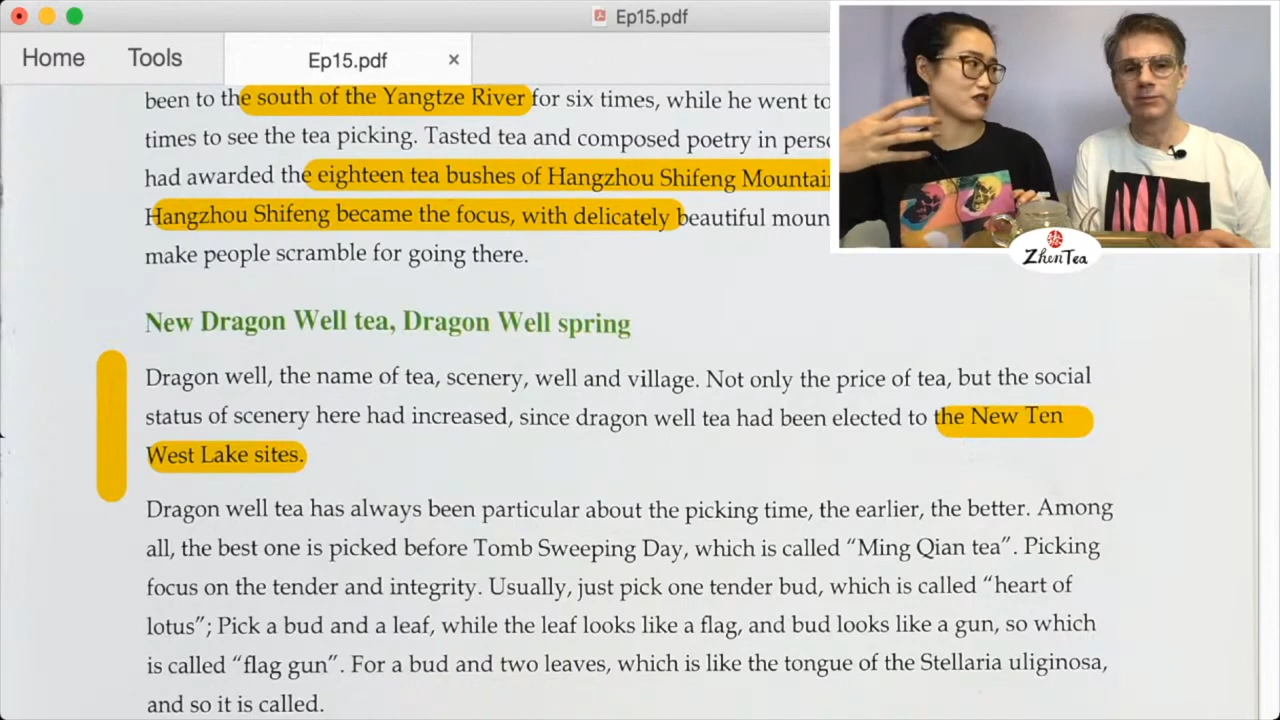 Ep15.pdf
Home
Tools
Ep15.pdf
×
been to the south of the Yangtze River for six times, while he went to
times to see the tea picking. Tasted tea and composed poetry in perso
had awarded the eighteen tea bushes of Hangzhou Shifeng Mountain
Hangzhou Shifeng became the focus, with delicately beautiful moun
make people scramble for going there.
New Dragon Well tea, Dragon Well spring
Dragon well, the name of tea, scenery, well and village. Not only the price of tea, but the social
status of scenery here had increased, since dragon well tea had been elected to the New Ten
West Lake sites.
Dragon well tea has always been particular about the picking time, the earlier, the better. Among
all, the best one is picked before Tomb Sweeping Day, which is called “Ming Qian tea”. Picking
focus on the tender and integrity. Usually, just pick one tender bud, which is called “heart of
lotus”; Pick a bud and a leaf, while the leaf looks like a flag, and bud looks like a gun, so which
is called “flag gun”. For a bud and two leaves, which is like the tongue of the Stellaria uliginosa,
and so it is called.
ZhenTea